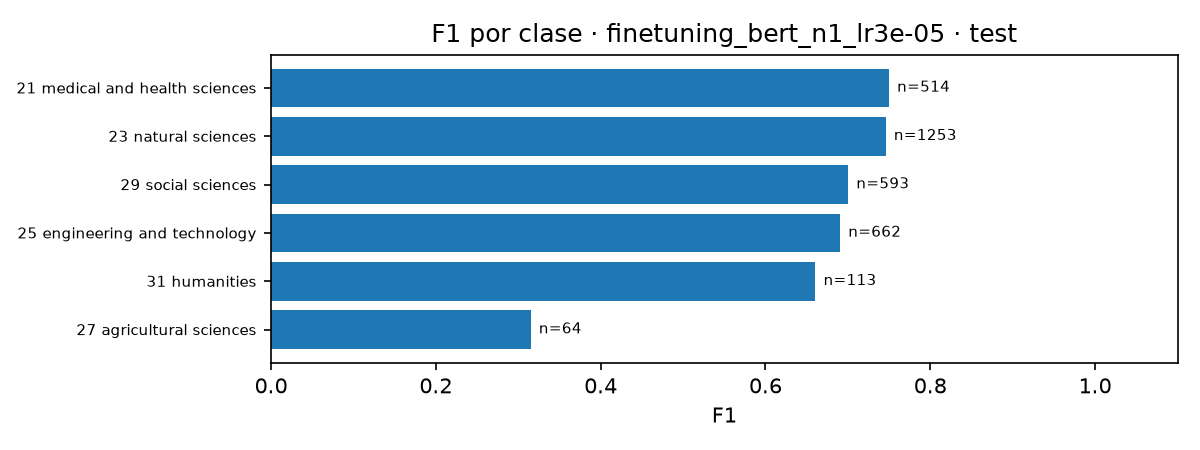 F1 por clase · finetuning_bert_n1_lr3e-05 · test
21 medical and health sciences n=514
23 natural sciences n=1253
29 social sciences n=593
25 engineering and technology n=662
31 humanities n=113
27 agricultural sciences n=64
0.0 0.2 0.4 0.6 0.8 1.0
F1